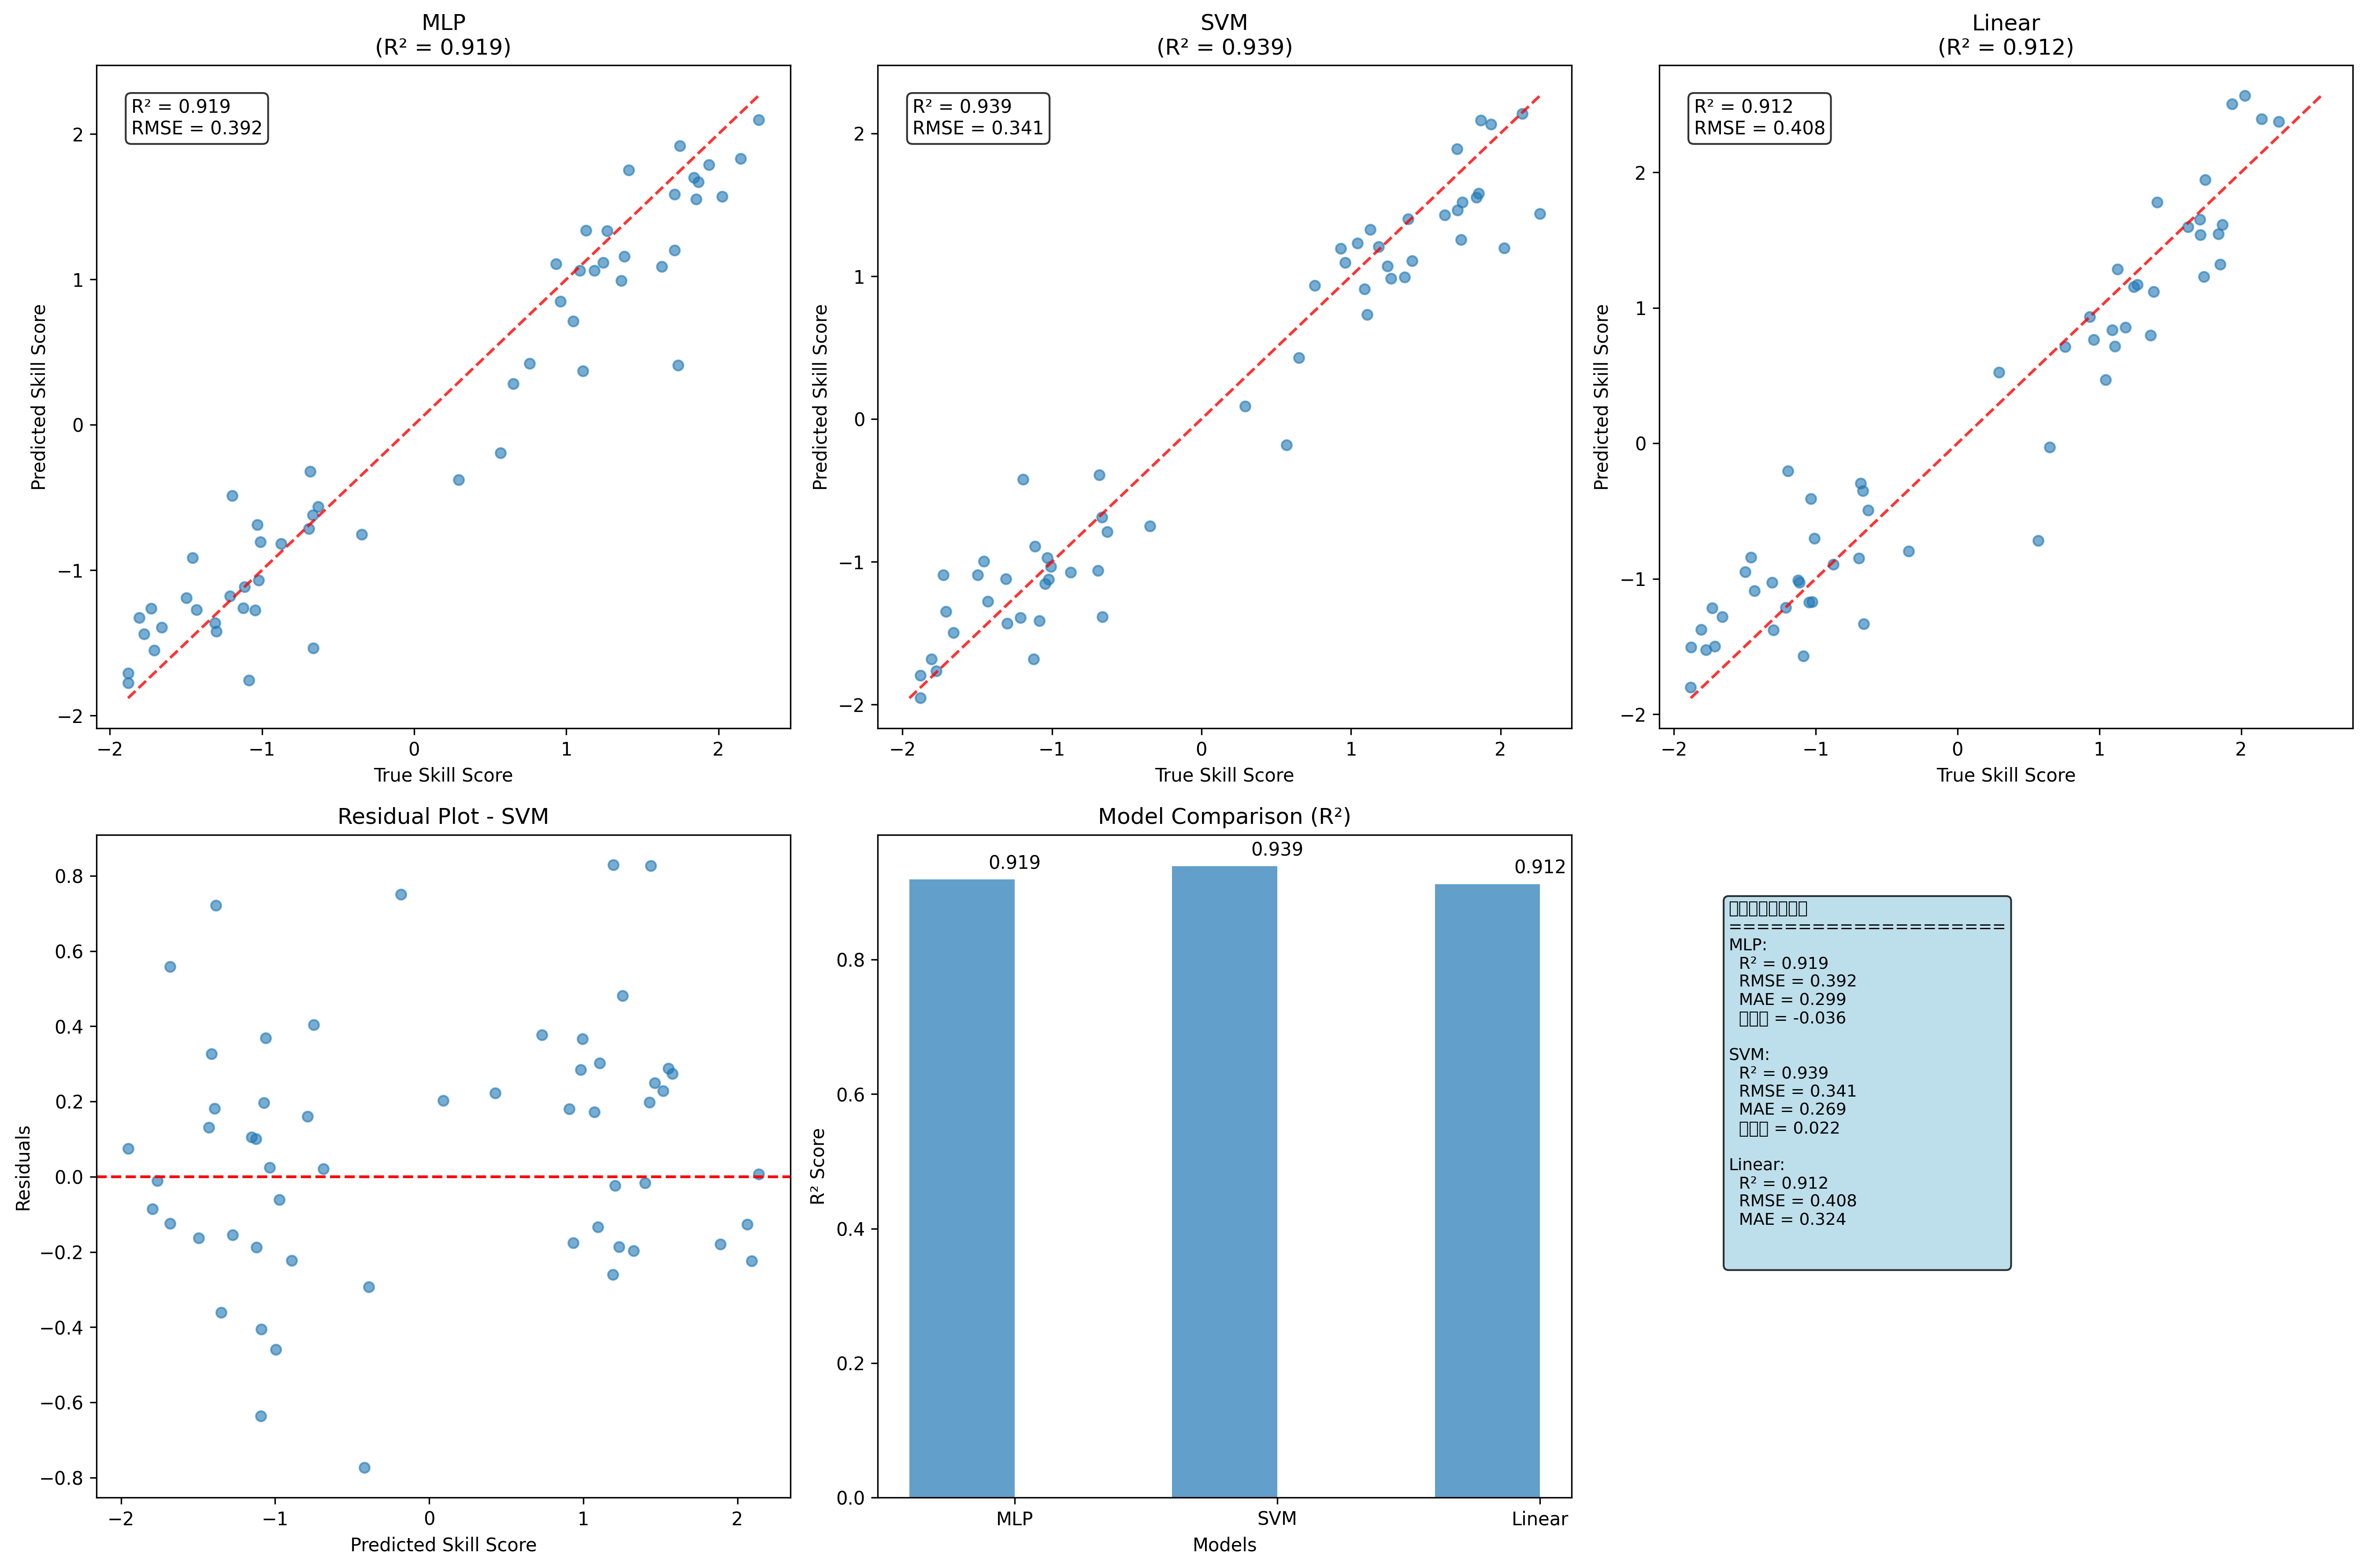 MLP
(R² = 0.919)
R² = 0.919
RMSE = 0.392
2
1
0
−1
−2
Predicted Skill Score
−2
−1
0
1
2
True Skill Score
SVM
(R² = 0.939)
R² = 0.939
RMSE = 0.341
2
1
0
−1
−2
Predicted Skill Score
−2
−1
0
1
2
True Skill Score
Linear
(R² = 0.912)
R² = 0.912
RMSE = 0.408
2
1
0
−1
−2
Predicted Skill Score
−2
−1
0
1
2
True Skill Score
Residual Plot - SVM
0.8
0.6
0.4
0.2
0.0
−0.2
−0.4
−0.6
−0.8
Residuals
−2
−1
0
1
2
Predicted Skill Score
Model Comparison (R²)
0.919
0.939
0.912
0.8
0.6
0.4
0.2
0.0
R² Score
MLP
SVM
Linear
Models
====================
MLP:
R² = 0.919
RMSE = 0.392
MAE = 0.299
= -0.036
SVM:
R² = 0.939
RMSE = 0.341
MAE = 0.269
= 0.022
Linear:
R² = 0.912
RMSE = 0.408
MAE = 0.324